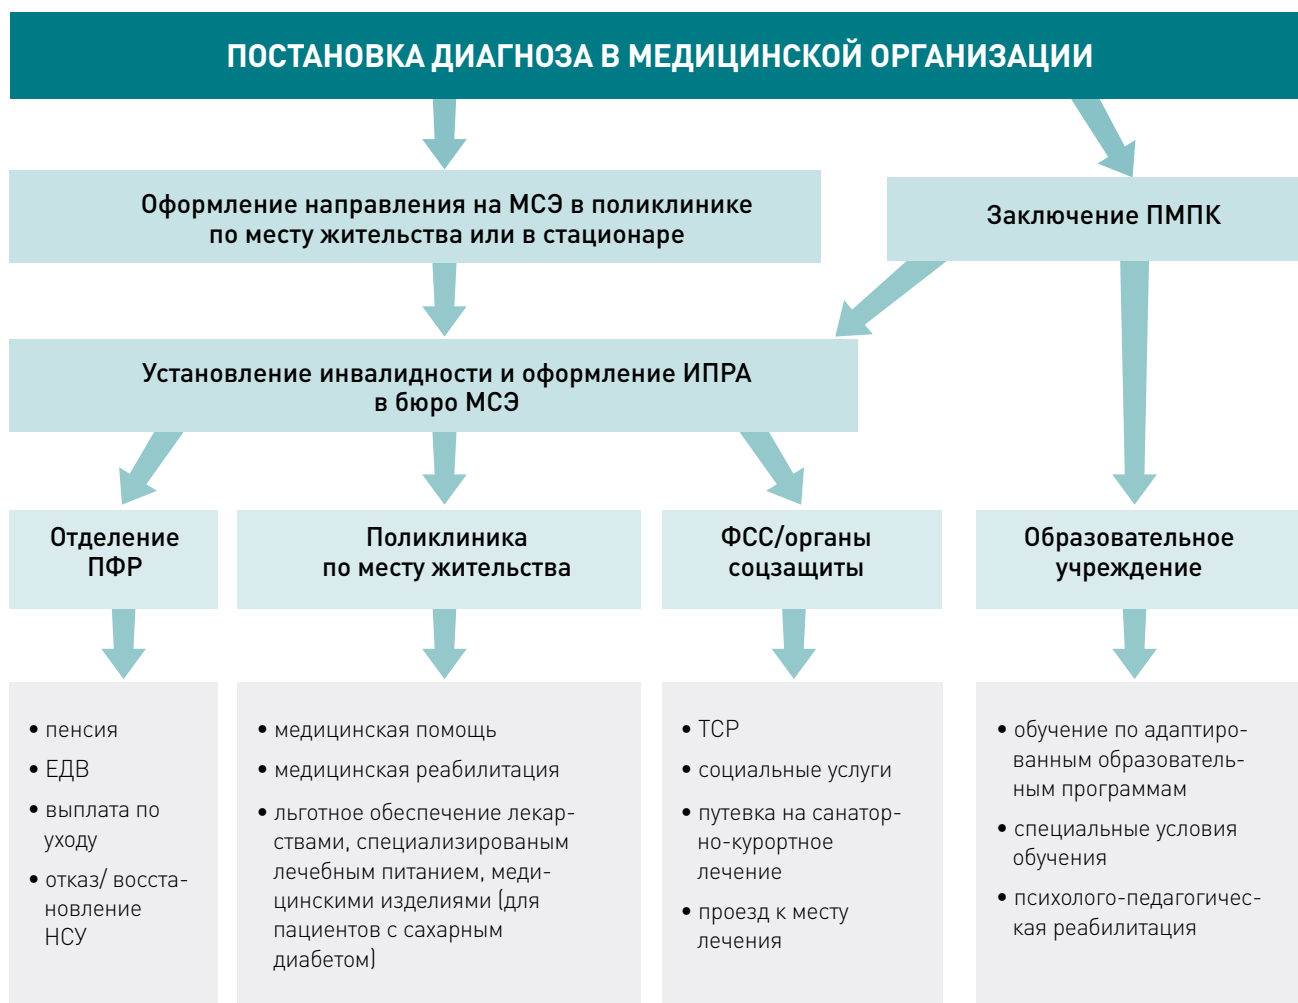 ПОСТАНОВКА ДИАГНОЗА В МЕДИЦИНСКОЙ ОРГАНИЗАЦИИ
Оформление направления на МСЭ в поликлинике
по месту жительства или в стационаре
Заключение ПМПК
Установление инвалидности и оформление ИПРА
в бюро МСЭ
Отделение
ПФР
Поликлиника
по месту жительства
ФСС/органы
соцзащиты
Образовательное
учреждение
• пенсия
• ЕДВ
• выплата по
уходу
• отказ/ восста-
новление
НСУ
• медицинская помощь
• медицинская реабилитация
• льготное обеспечение лекар-
ствами, специализированым
лечебным питанием, меди-
цинскими изделиями (для
пациентов с сахарным
диабетом)
• ТСР
• социальные услуги
• путевка на санатор-
но-курортное
лечение
• проезд к месту
лечения
• обучение по адаптиро-
ванным образователь-
ным программам
• специальные условия
обучения
• психолого-педагогичес-
кая реабилитация